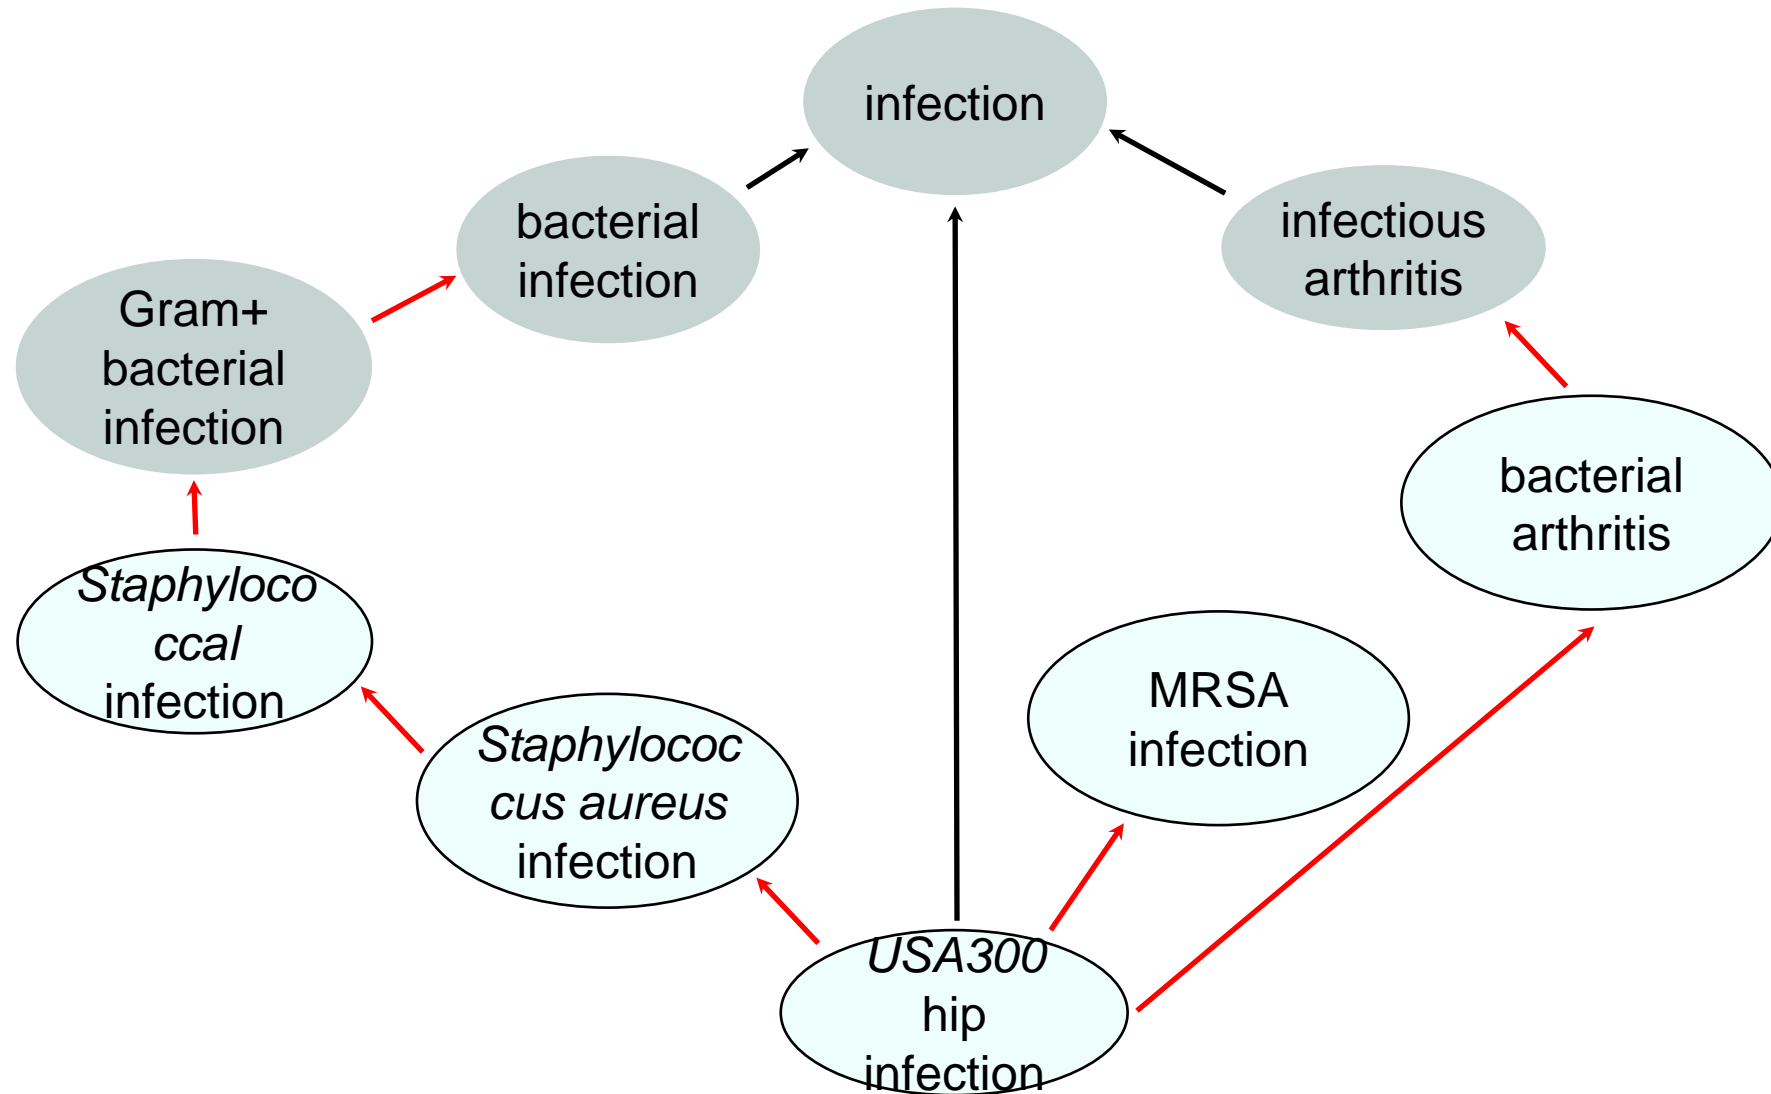 infection
bacterial
infection
infectious
arthritis
Gram+
bacterial
infection
bacterial
arthritis
Staphyloco
ccal
infection
MRSA
infection
Staphylococ
cus aureus
infection
USA300
hip
infection